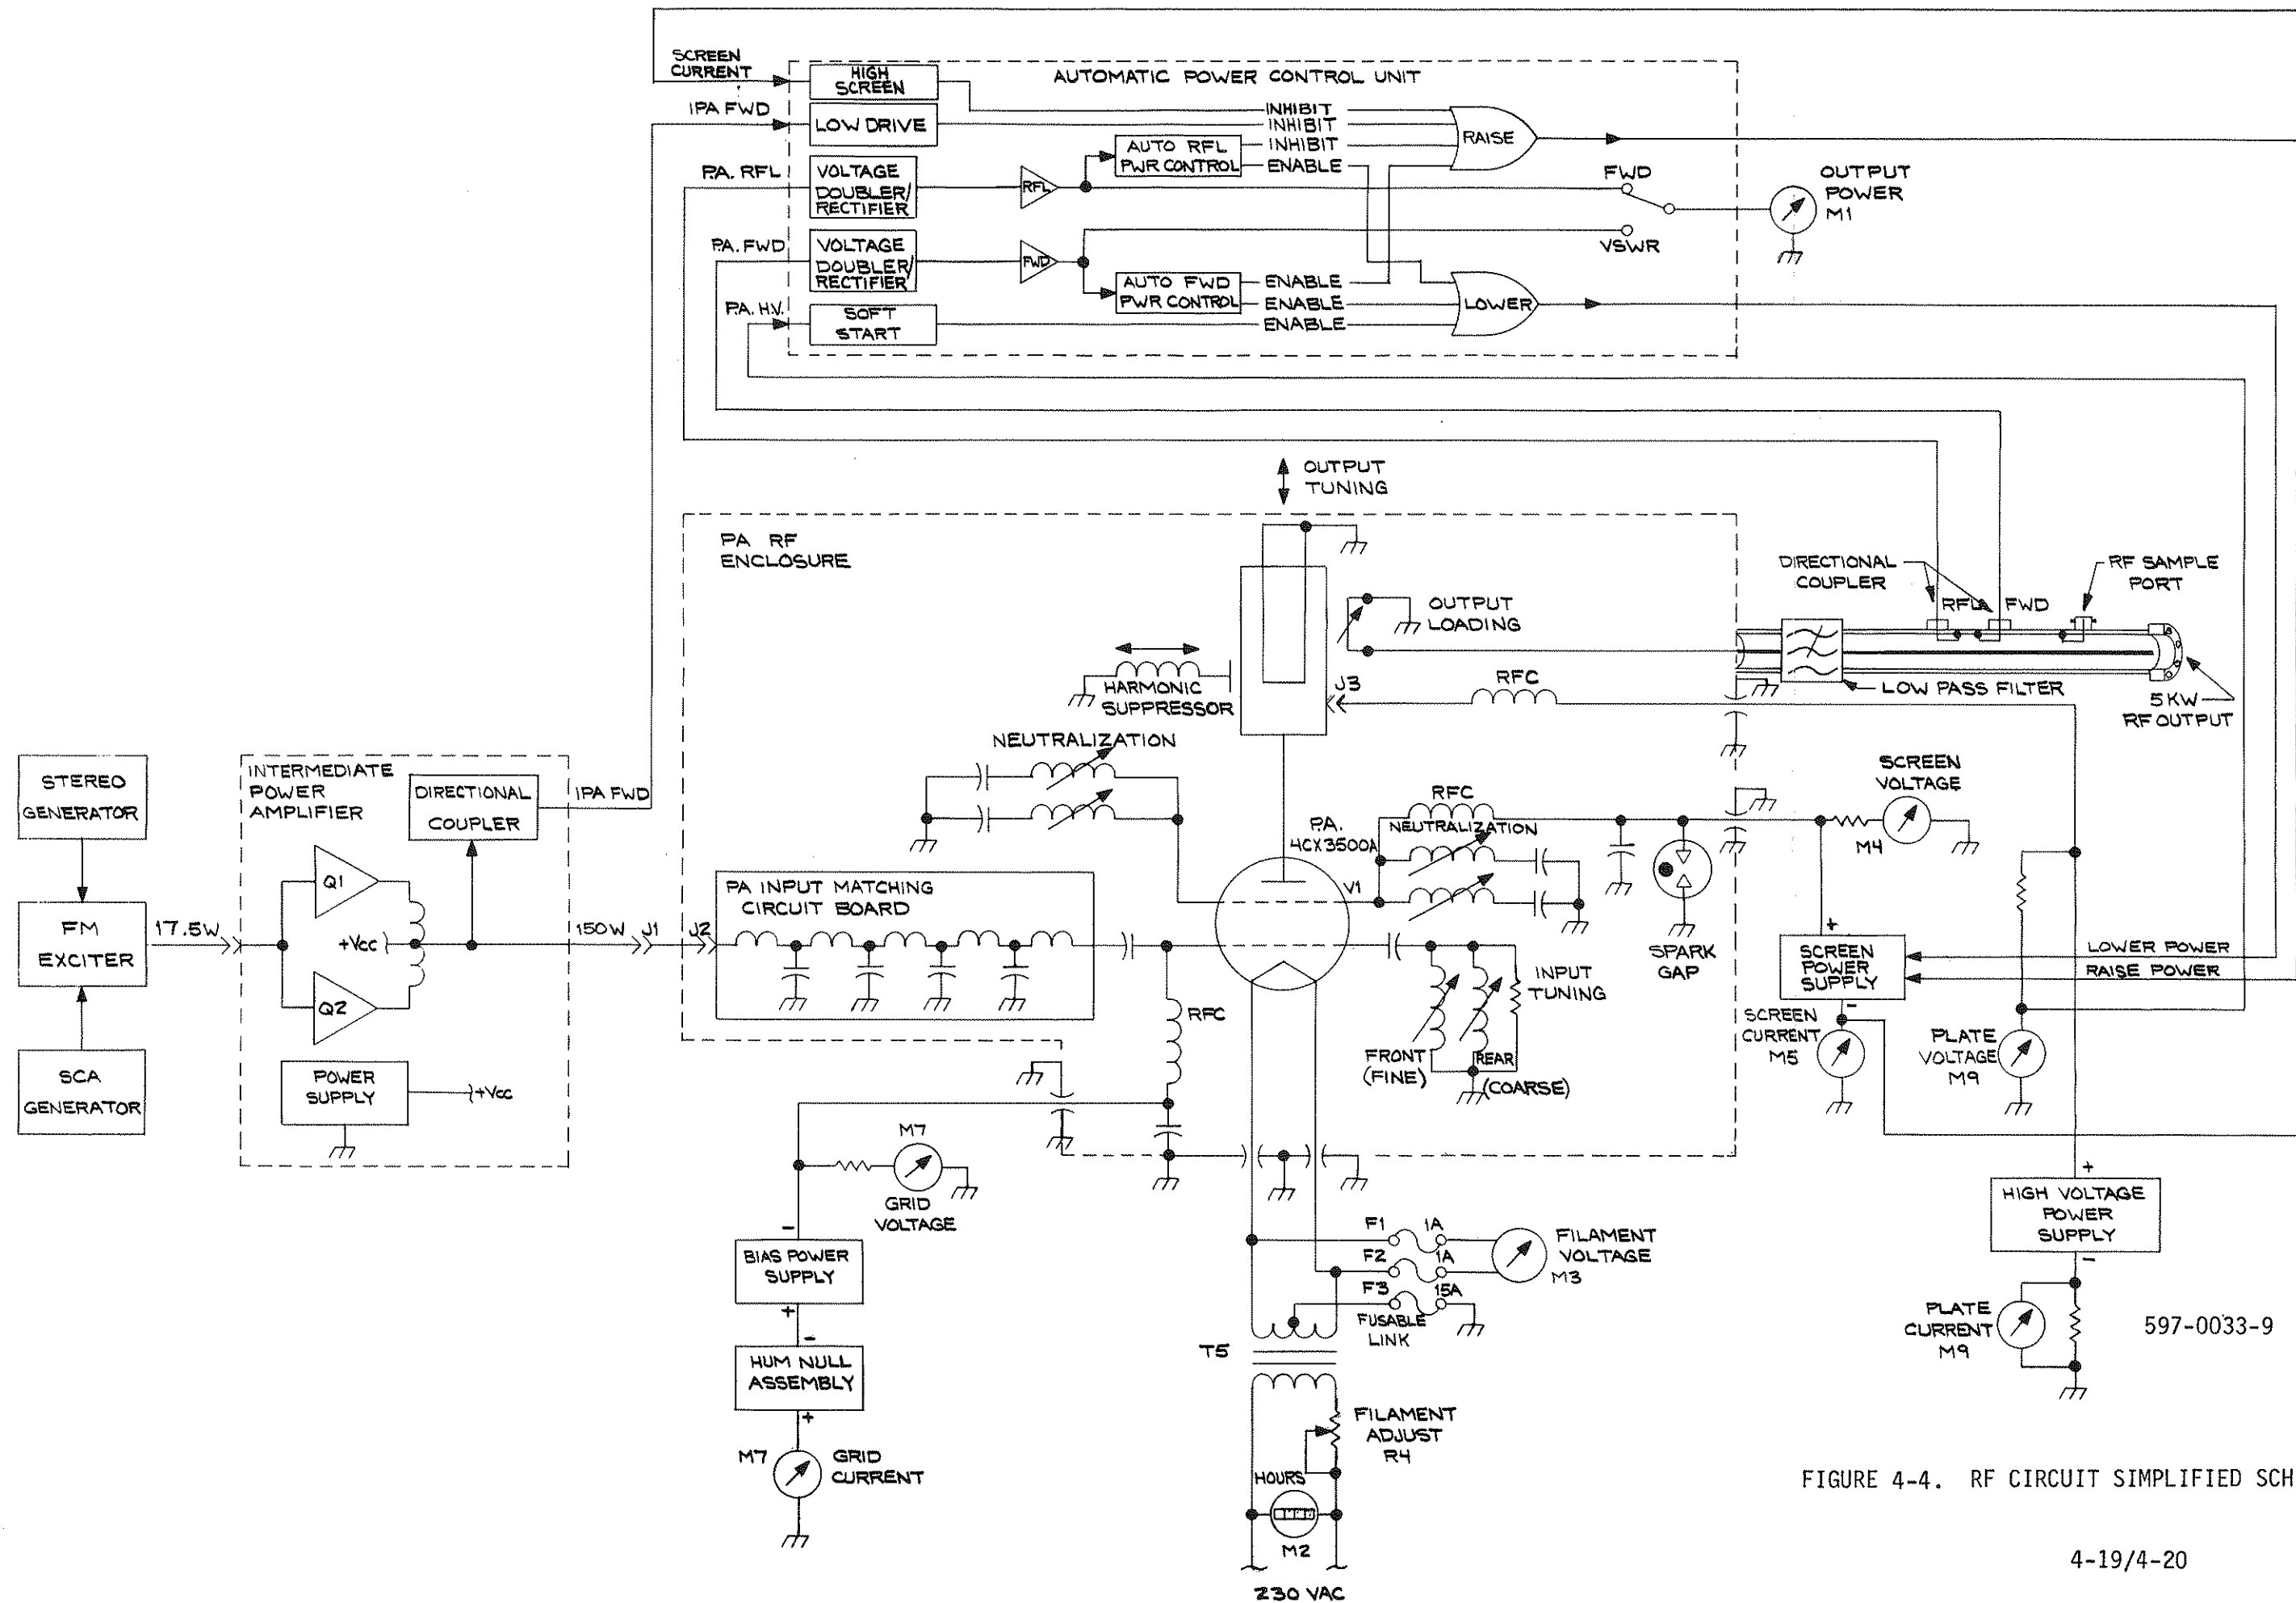 SCREEN
CURRENT
HIGH
SCREEN
AUTOMATIC POWER CONTROL UNIT
IPA FWD
LOW DRIVE
INHIBIT
INHIBIT
INHIBIT
ENABLE
RAISE
AUTO RFL
PWR CONTROL
P.A. RFL
VOLTAGE
DOUBLER/
RECTIFIER
RFL
FWD
VSWR
OUTPUT
POWER
M1
P.A. FWD
VOLTAGE
DOUBLER/
RECTIFIER
FWD
AUTO FWD
PWR CONTROL
ENABLE
ENABLE
ENABLE
LOWER
P.A. H.V.
SOFT
START
OUTPUT
TUNING
PA RF
ENCLOSURE
OUTPUT
LOADING
DIRECTIONAL
COUPLER
RFL
FWD
RF SAMPLE
PORT
HARMONIC
SUPPRESSOR
J3
RFC
LOW PASS FILTER
5KW
RF OUTPUT
NEUTRALIZATION
STEREO
GENERATOR
INTERMEDIATE
POWER
AMPLIFIER
DIRECTIONAL
COUPLER
IPA FWD
RFC
P.A.
4CX3500A
NEUTRALIZATION
SCREEN
VOLTAGE
M4
Q1
PA INPUT MATCHING
CIRCUIT BOARD
V1
FM
EXCITER
17.5W
+Vcc
150W
J1
J2
SPARK
GAP
+
SCREEN
POWER
SUPPLY
-
LOWER POWER
RAISE POWER
Q2
RFC
INPUT
TUNING
FRONT
(FINE)
REAR
(COARSE)
SCREEN
CURRENT
M5
PLATE
VOLTAGE
M9
SCA
GENERATOR
POWER
SUPPLY
+Vcc
M7
GRID
VOLTAGE
+
HIGH VOLTAGE
POWER
SUPPLY
-
-
BIAS POWER
SUPPLY
+
F1
1A
F2
1A
F3
15A
FUSABLE
LINK
FILAMENT
VOLTAGE
M3
PLATE
CURRENT
M9
597-0033-9
-
HUM NULL
ASSEMBLY
+
T5
M7
GRID
CURRENT
FILAMENT
ADJUST
R4
HOURS
M2
230 VAC
FIGURE 4-4. RF CIRCUIT SIMPLIFIED SCH
4-19/4-20